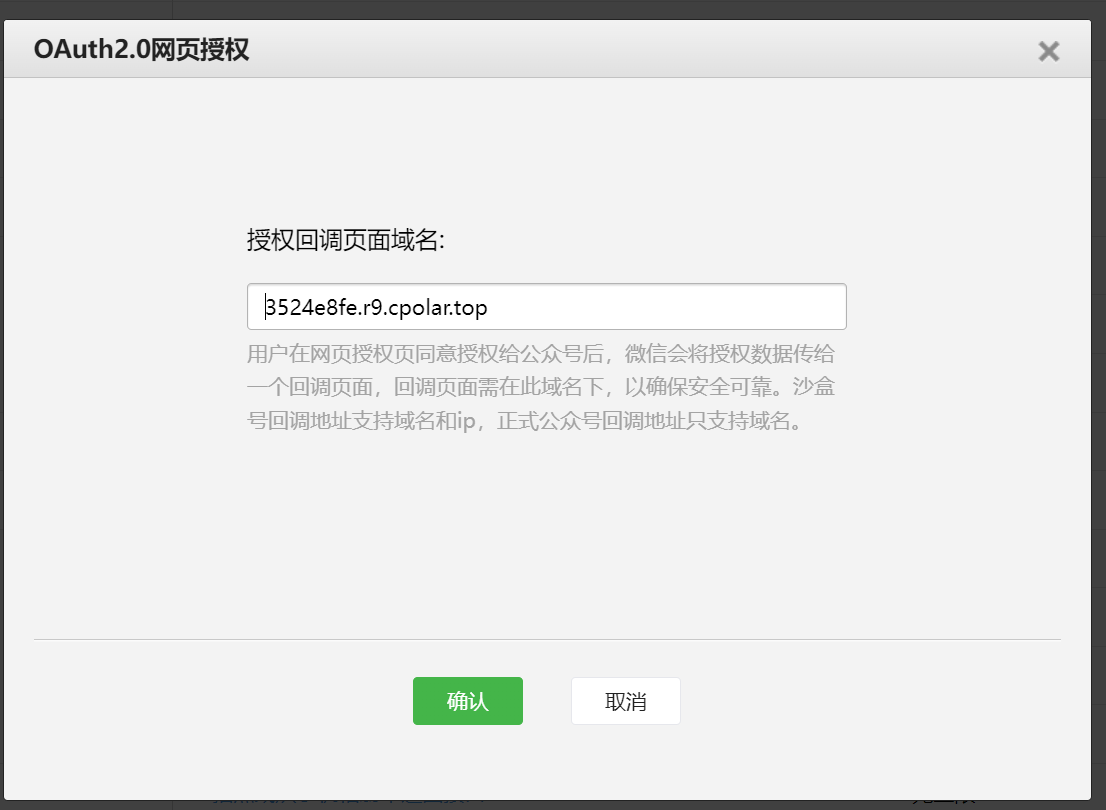 OAuth2.0网页授权
授权回调页面域名:
3524e8fe.r9.cpolar.top
用户在网页授权页同意授权给公众号后，微信会将授权数据传给
一个回调页面，回调页面需在此域名下，以确保安全可靠。沙盒
号回调地址支持域名和ip，正式公众号回调地址只支持域名。
确认
取消